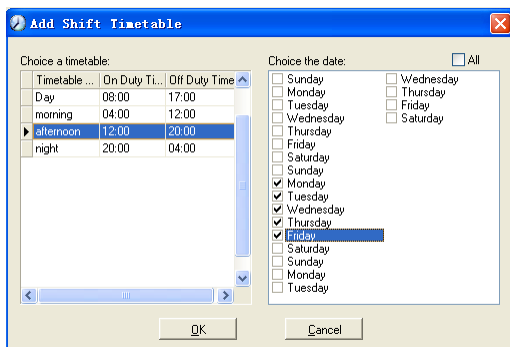 Add Shift Timetable
Choice a timetable:
Timetable ... On Duty Ti... Off Duty Time
Day 08:00 17:00
morning 04:00 12:00
afternoon 12:00 20:00
night 20:00 04:00
Choice the date:
All
Sunday
Monday
Tuesday
Wednesday
Thursday
Friday
Saturday
Sunday
Monday
Tuesday
Wednesday
Thursday
Friday
Saturday
Sunday
Monday
Tuesday
Wednesday
Thursday
Friday
Saturday
OK
Cancel